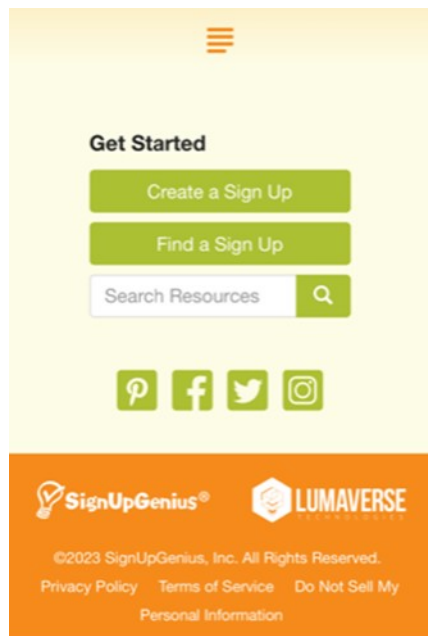 Get Started
Create a Sign Up
Find a Sign Up
Search Resources
SignUpGenius® LUMAVERSE
TECHNOLOGIES
©2023 SignUpGenius, Inc. All Rights Reserved.
Privacy Policy Terms of Service Do Not Sell My
Personal Information